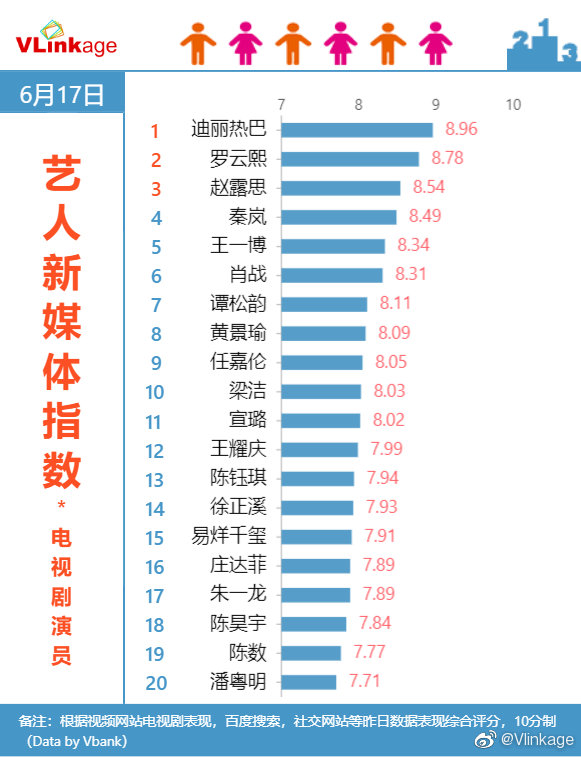 VLinkage
1
2
3
6月17日
艺人新媒体指数
*电视剧演员
7 8 9 10
1 迪丽热巴 8.96
2 罗云熙 8.78
3 赵露思 8.54
4 秦岚 8.49
5 王一博 8.34
6 肖战 8.31
7 谭松韵 8.11
8 黄景瑜 8.09
9 任嘉伦 8.05
10 梁洁 8.03
11 宣璐 8.02
12 王耀庆 7.99
13 陈钰琪 7.94
14 徐正溪 7.93
15 易烊千玺 7.91
16 庄达菲 7.89
17 朱一龙 7.89
18 陈昊宇 7.84
19 陈数 7.77
20 潘粤明 7.71
备注：根据视频网站电视剧表现，百度搜索，社交网站等昨日数据表现综合评分，10分制
（Data by Vbank）
@Vlinkage